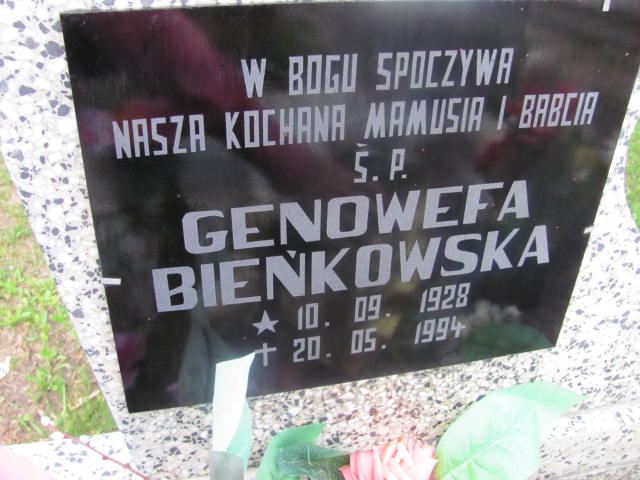 W BOGU SPOCZYWA
NASZA KOCHANA MAMUSIA I BABCIA
Ś.P.
GENOWEFA
BIEŃKOWSKA
★ 10. 09. 1928
✝ 20. 05. 1994